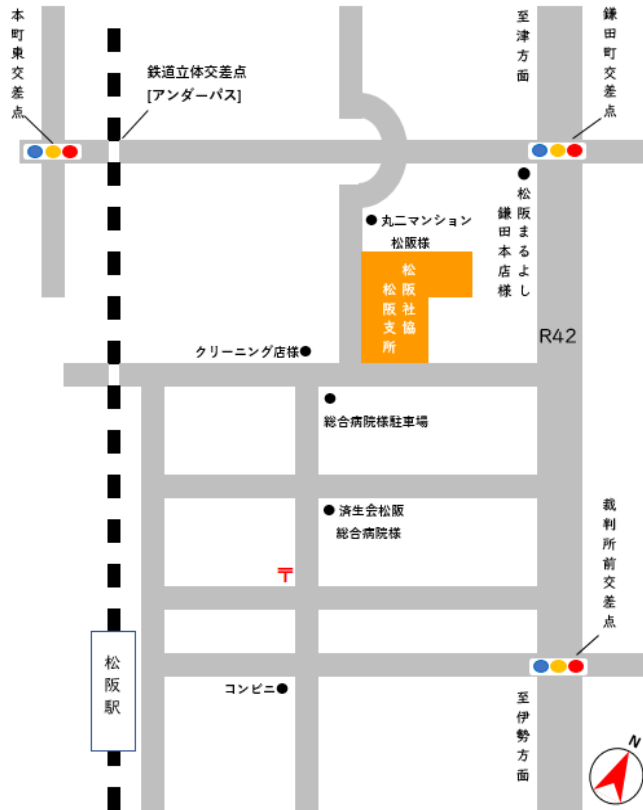 本町東交差点
鉄道立体交差点
[アンダーパス]
至津方面
鎌田町交差点
松阪まるよし
鎌田本店様
丸二マンション
松阪様
松阪社協
松阪支所
R42
クリーニング店様
総合病院様駐車場
済生会松阪
総合病院様
〒
裁判所前交差点
松阪駅
コンビニ
至伊勢方面
N